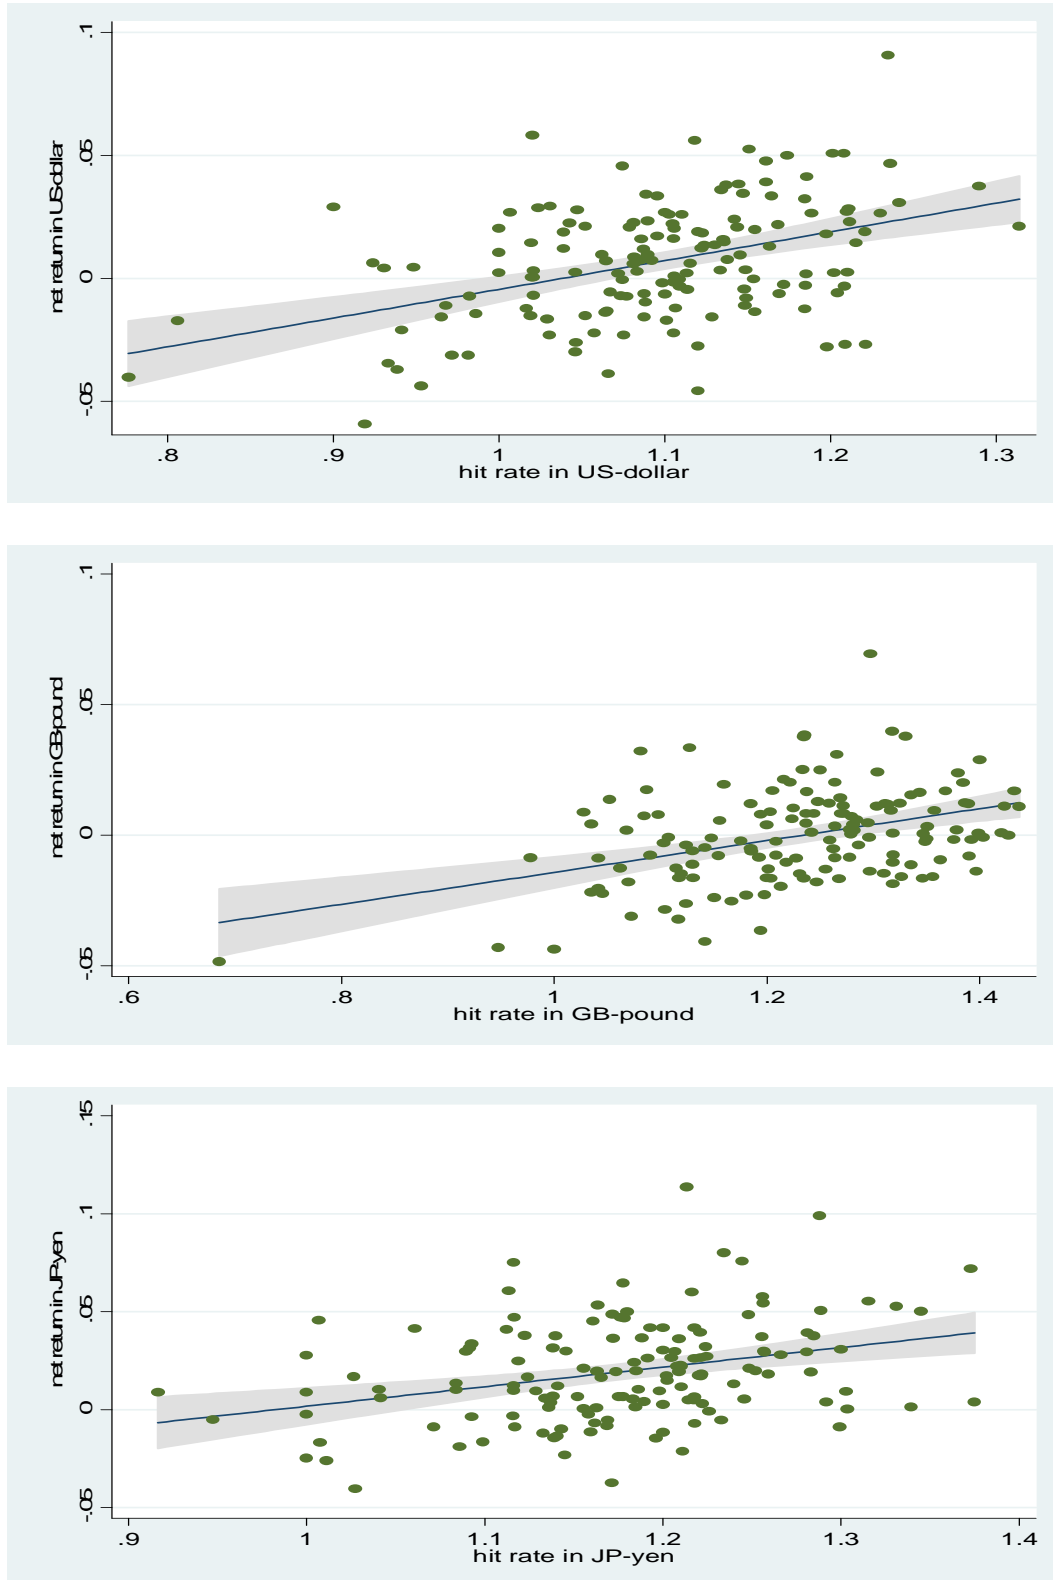 .1
.05
0
-.05
net return in US-dollar
.8 .9 1 1.1 1.2 1.3
hit rate in US-dollar
.1
.05
0
-.05
net return in GB-pound
.6 .8 1 1.2 1.4
hit rate in GB-pound
.15
.1
.05
0
-.05
net return in JP-yen
.9 1 1.1 1.2 1.3 1.4
hit rate in JP-yen